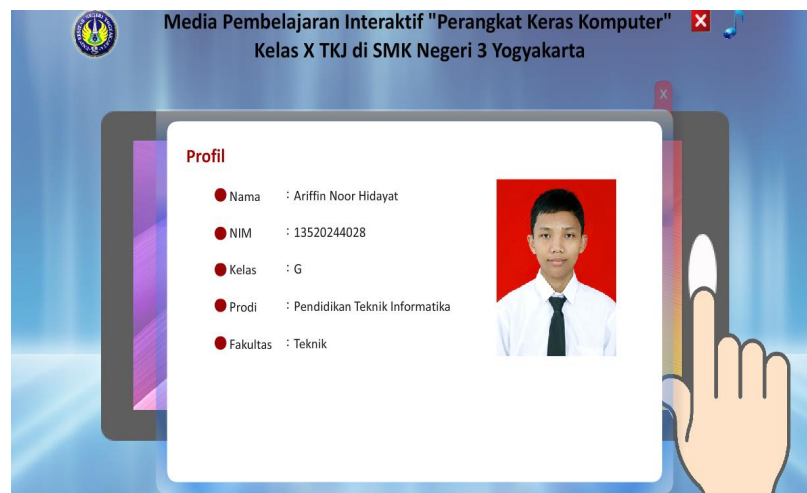 Media Pembelajaran Interaktif "Perangkat Keras Komputer"
Kelas X TKJ di SMK Negeri 3 Yogyakarta
X
X
Profil
Nama : Ariffin Noor Hidayat
NIM : 13520244028
Kelas : G
Prodi : Pendidikan Teknik Informatika
Fakultas : Teknik